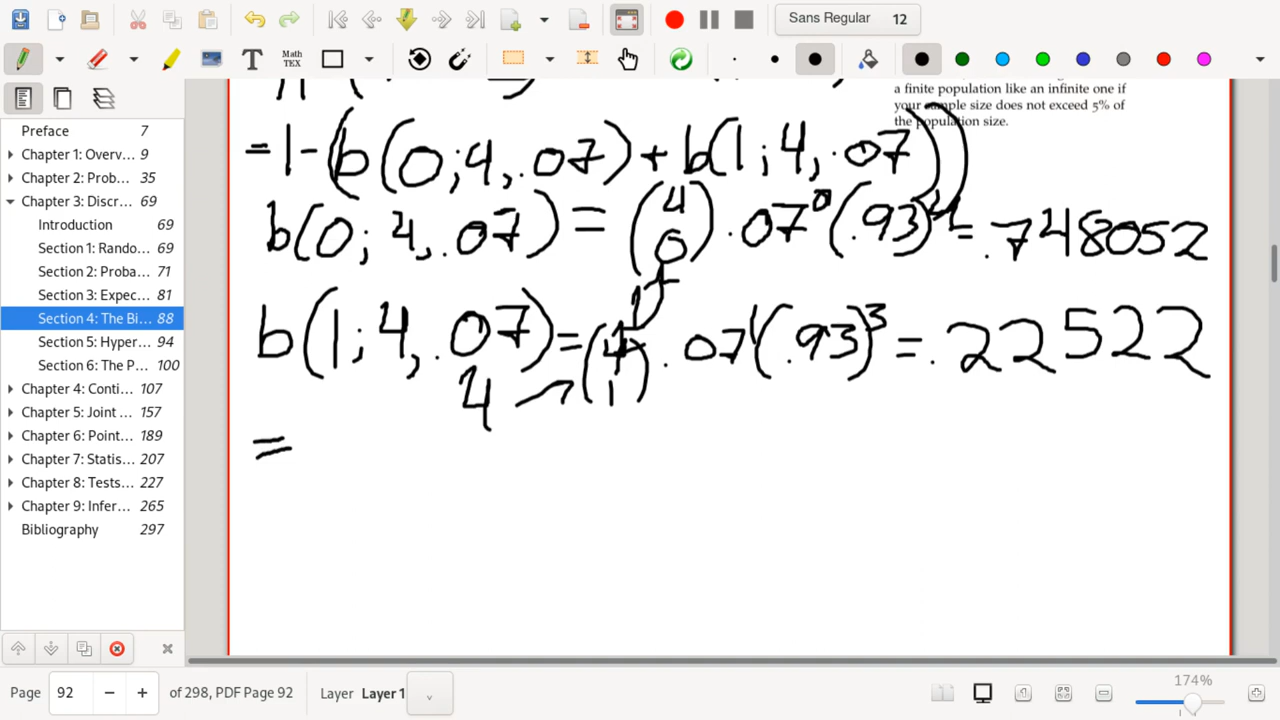 Sans Regular 12
T
Math
TEX
Preface 7
Chapter 1: Overv... 9
Chapter 2: Prob... 35
Chapter 3: Discr... 69
Introduction 69
Section 1: Rando... 69
Section 2: Proba... 71
Section 3: Expec... 81
Section 4: The Bi... 88
Section 5: Hyper... 94
Section 6: The P... 100
Chapter 4: Conti... 107
Chapter 5: Joint ... 157
Chapter 6: Point... 189
Chapter 7: Statis... 207
Chapter 8: Tests... 227
Chapter 9: Infer... 265
Bibliography 297
a finite population like an infinite one if
your sample size does not exceed 5% of
the population size.
=1-(b(0;4,.07)+b(1;4,.07))
b(0;4,.07)=(4 0).07^0(.93)^4=.748052
1
b(1;4,.07)=(4 1).07^1(.93)^3=.22522
4
=
Page 92 of 298, PDF Page 92 Layer Layer 1
174%